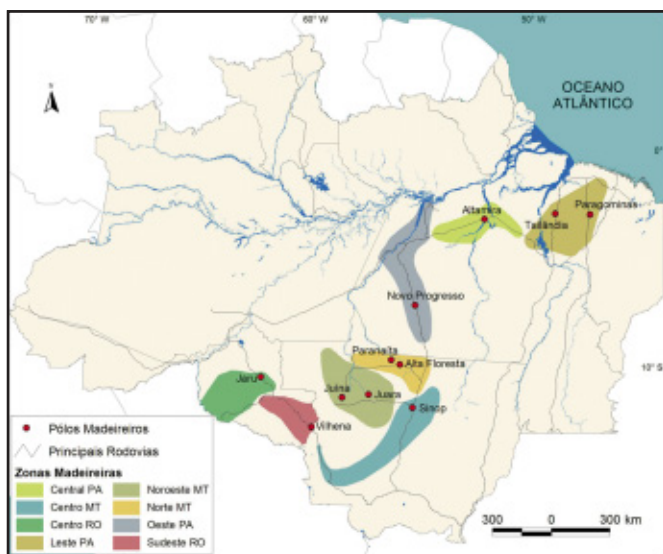 70° W
60° W
50° W
OCEANO
ATLÂNTICO
N
0°
Altamira
Paragominas
Tailândia
Novo Progresso
Paranaíta
Alta Floresta
10° S
Jaru
Juína
Juara
Sinop
Vilhena
Pólos Madeireiros
Principais Rodovias
Zonas Madeireiras
Central PA
Noroeste MT
Centro MT
Norte MT
Centro RO
Oeste PA
Leste PA
Sudeste RO
300 0 300 km